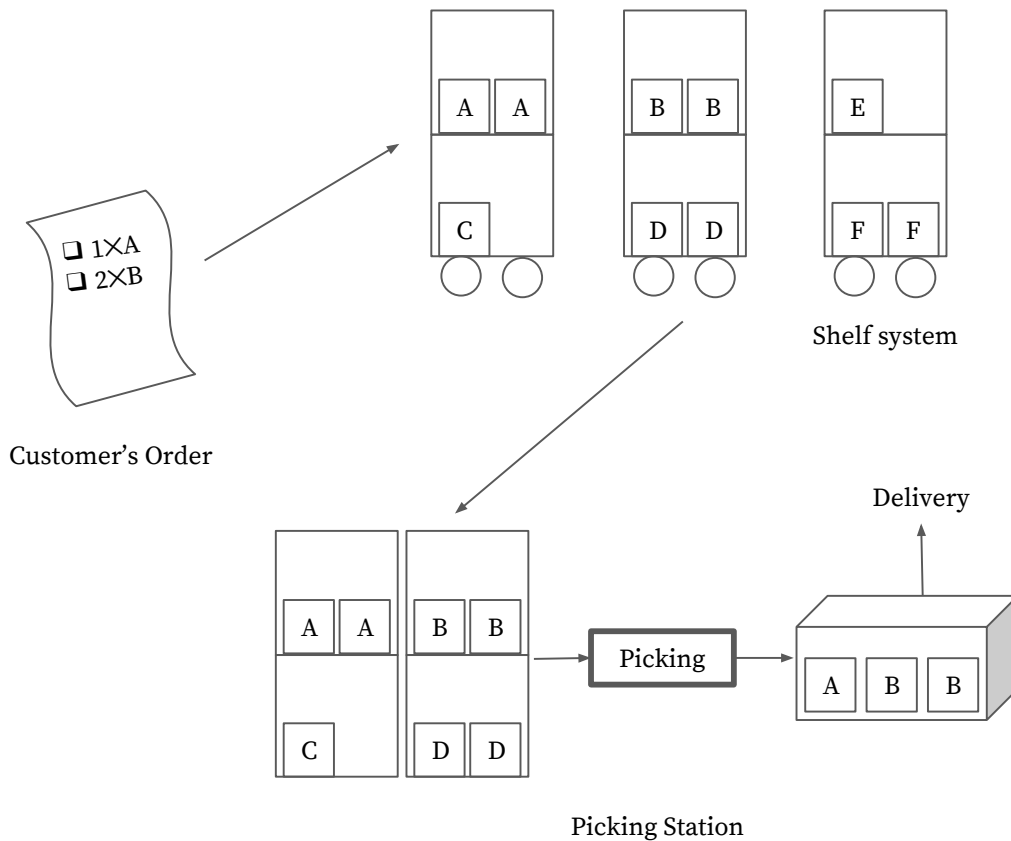 A A B B E
C D D F F
❏ 1×A
❏ 2×B
Shelf system
Customer’s Order
Delivery
A A B B
Picking
A B B
C D D
Picking Station